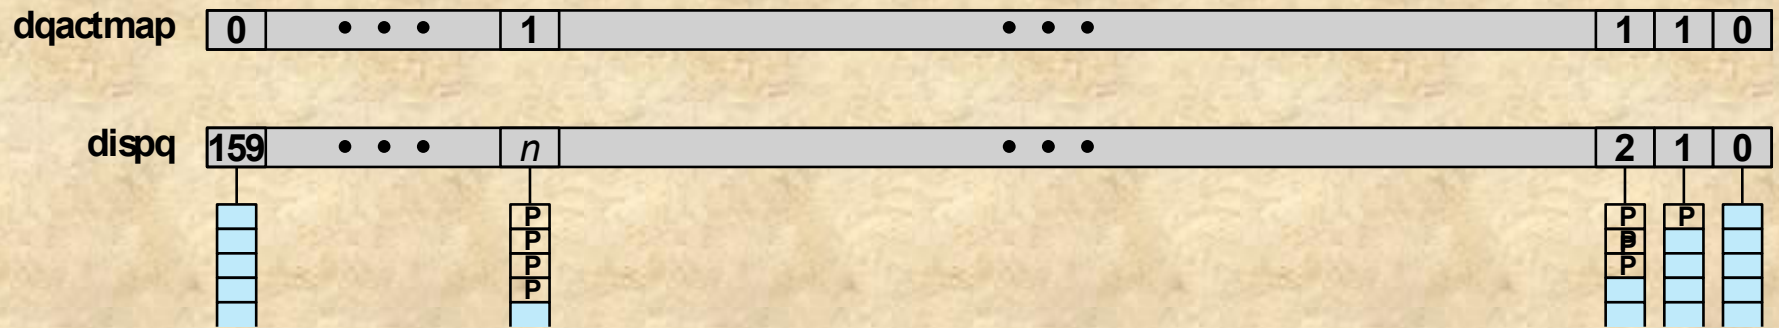 dqactmap 0 • • • 1 • • • 1 1 0
dispq 159 • • • n • • • 2 1 0
P P P
P P
P P
P